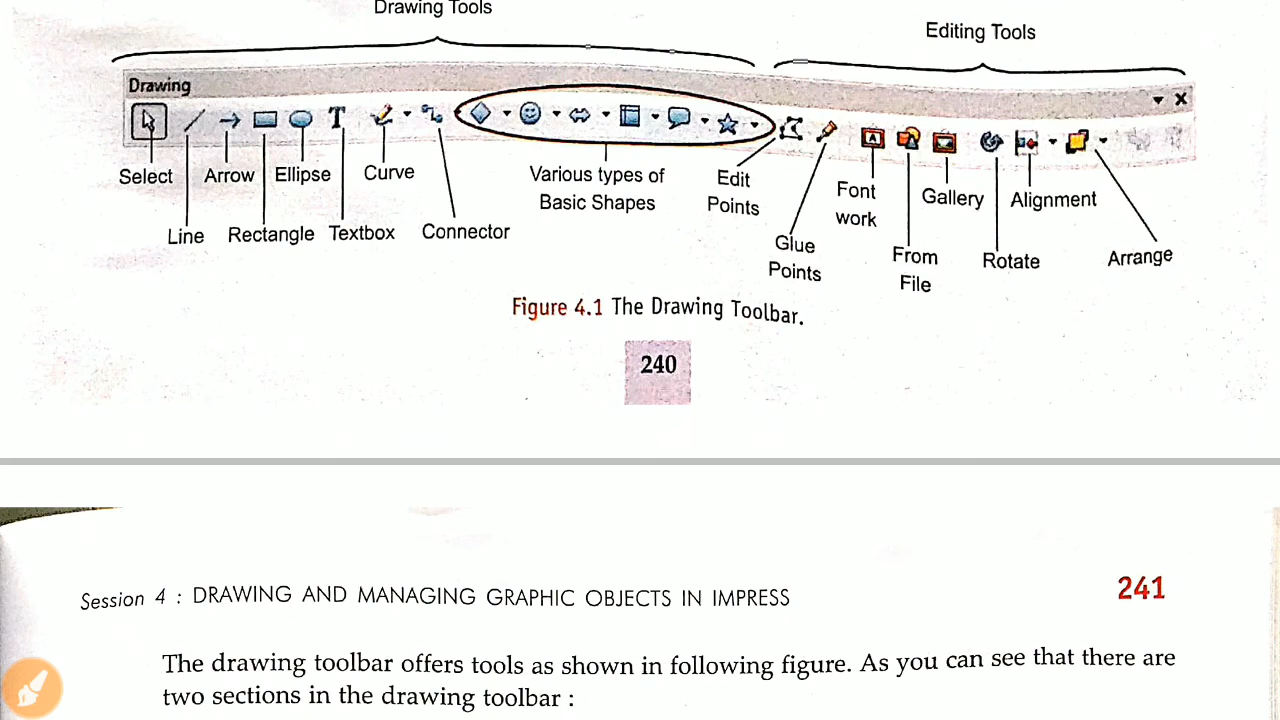 Drawing Tools
Editing Tools
Drawing
T
Select
Arrow
Ellipse
Curve
Various types of
Basic Shapes
Edit
Points
Font
work
Gallery
Alignment
Line
Rectangle
Textbox
Connector
Glue
Points
From
File
Rotate
Arrange
Figure 4.1 The Drawing Toolbar.
240
Session 4 : DRAWING AND MANAGING GRAPHIC OBJECTS IN IMPRESS
241
The drawing toolbar offers tools as shown in following figure. As you can see that there are
two sections in the drawing toolbar :